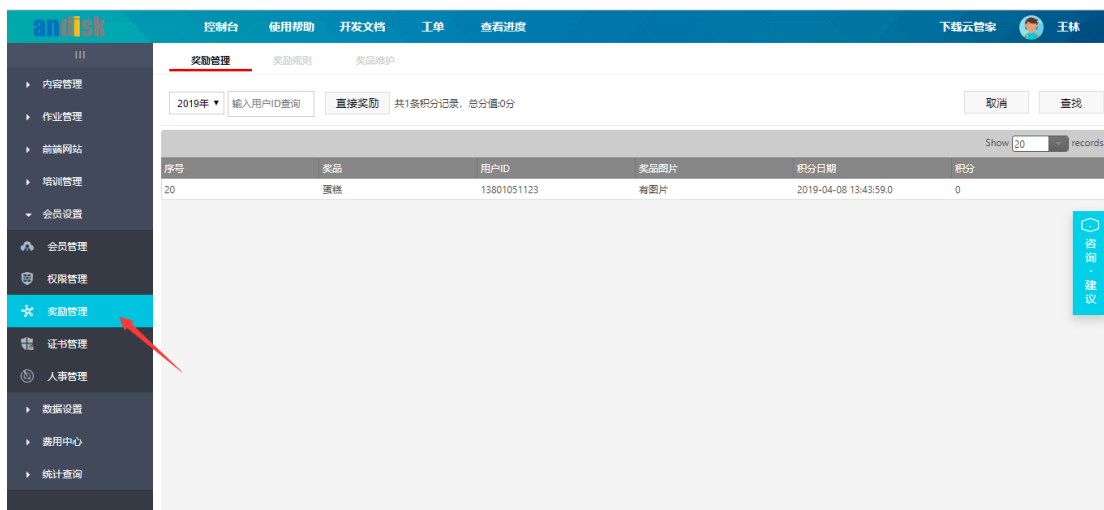 andisk 控制台 使用帮助 开发文档 工单 查看进度 下载云管家 王林
内容管理
作业管理
前端网站
培训管理
会员设置
会员管理
权限管理
奖励管理
证书管理
人事管理
数据设置
费用中心
统计查询
奖励管理 奖励规则 奖品维护
2019年 输入用户ID查询 直接奖励 共1条积分记录，总分值:0分 取消 查找
Show 20 records
序号 奖品 用户ID 奖品图片 积分日期 积分
20 蛋糕 13801051123 有图片 2019-04-08 13:43:59.0 0
咨询·建议